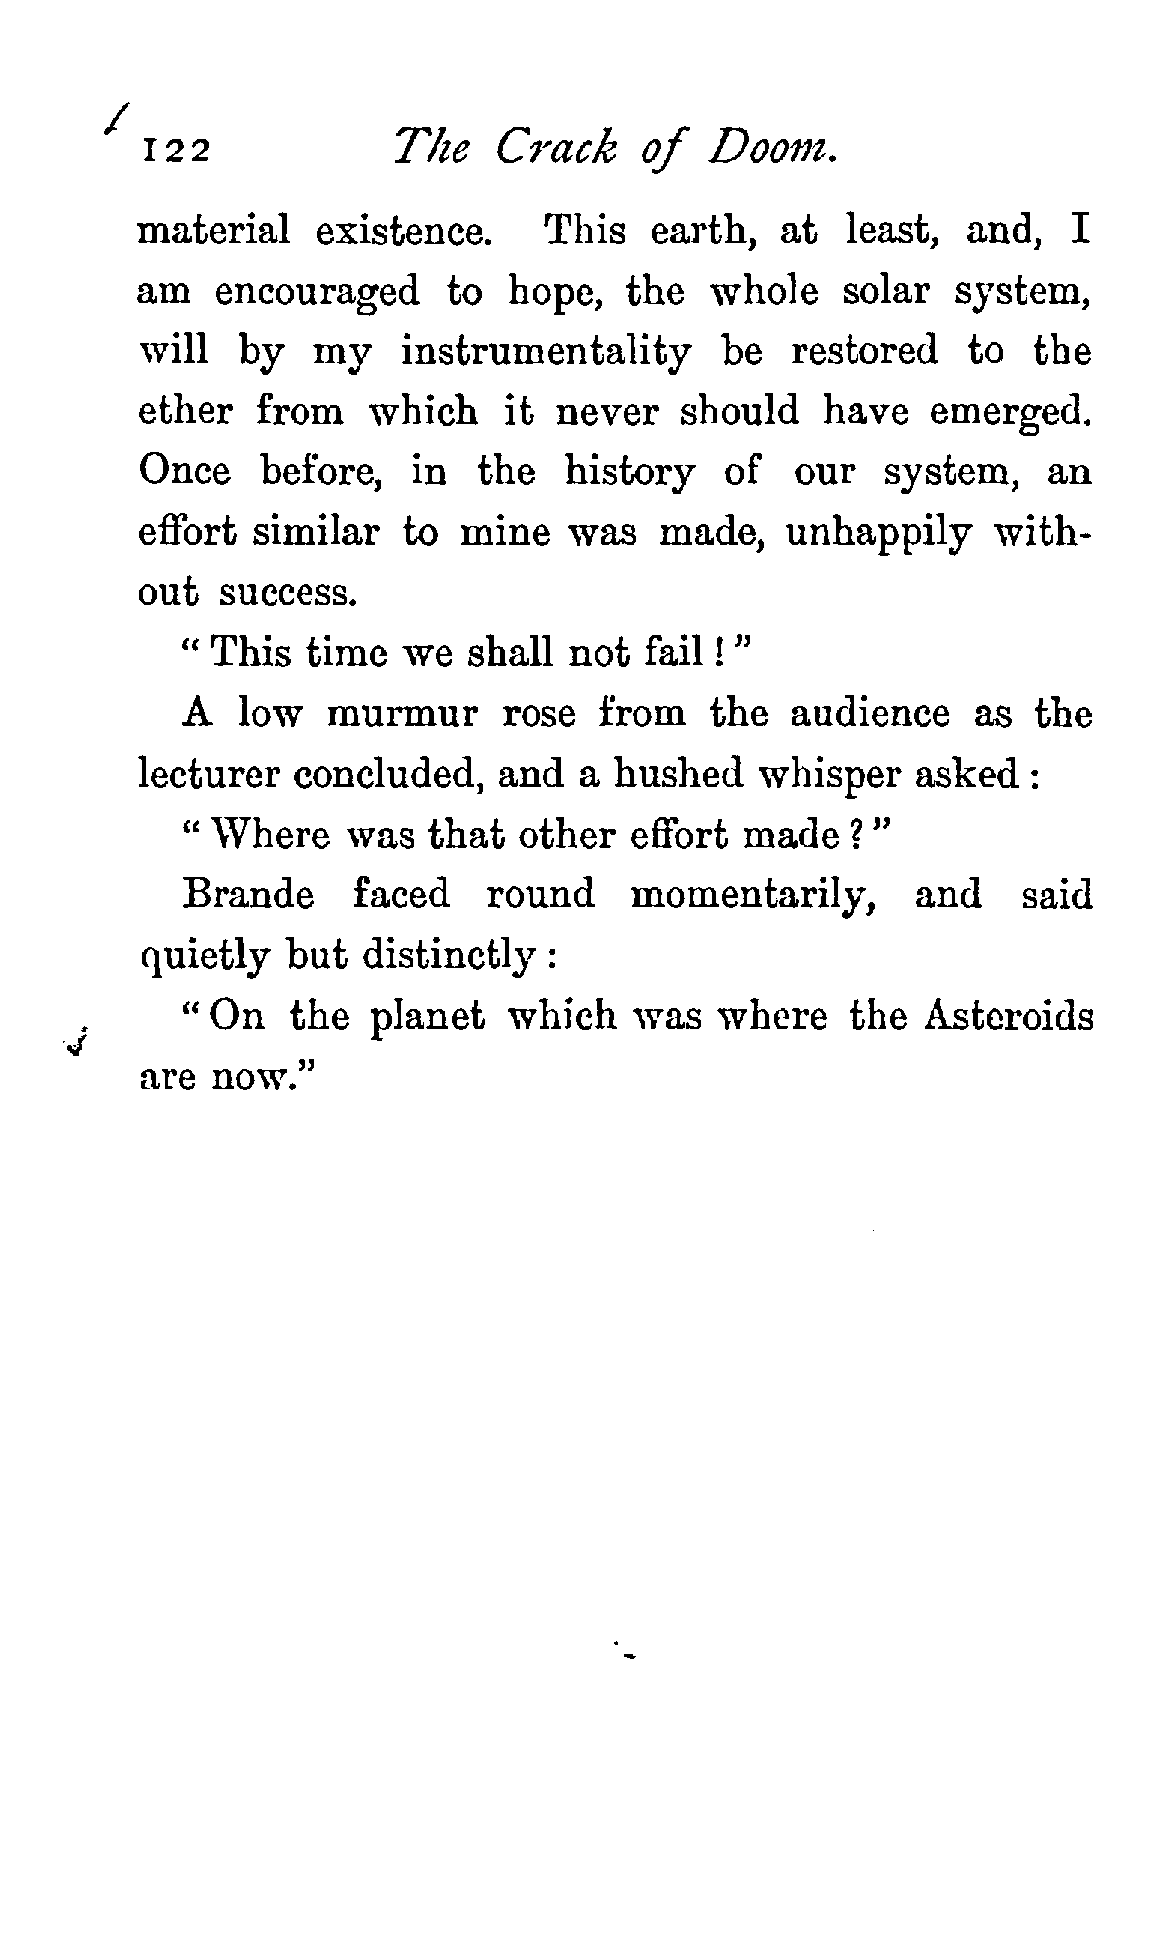 122 The Crack of Doom.
material existence. This earth, at least, and, I
am encouraged to hope, the whole solar system,
will by my instrumentality be restored to the
ether from which it never should have emerged.
Once before, in the history of our system, an
effort similar to mine was made, unhappily with-
out success.
“ This time we shall not fail ! ”
A low murmur rose from the audience as the
lecturer concluded, and a hushed whisper asked :
“ Where was that other effort made ? ”
Brande faced round momentarily, and said
quietly but distinctly :
“ On the planet which was where the Asteroids
are now.”